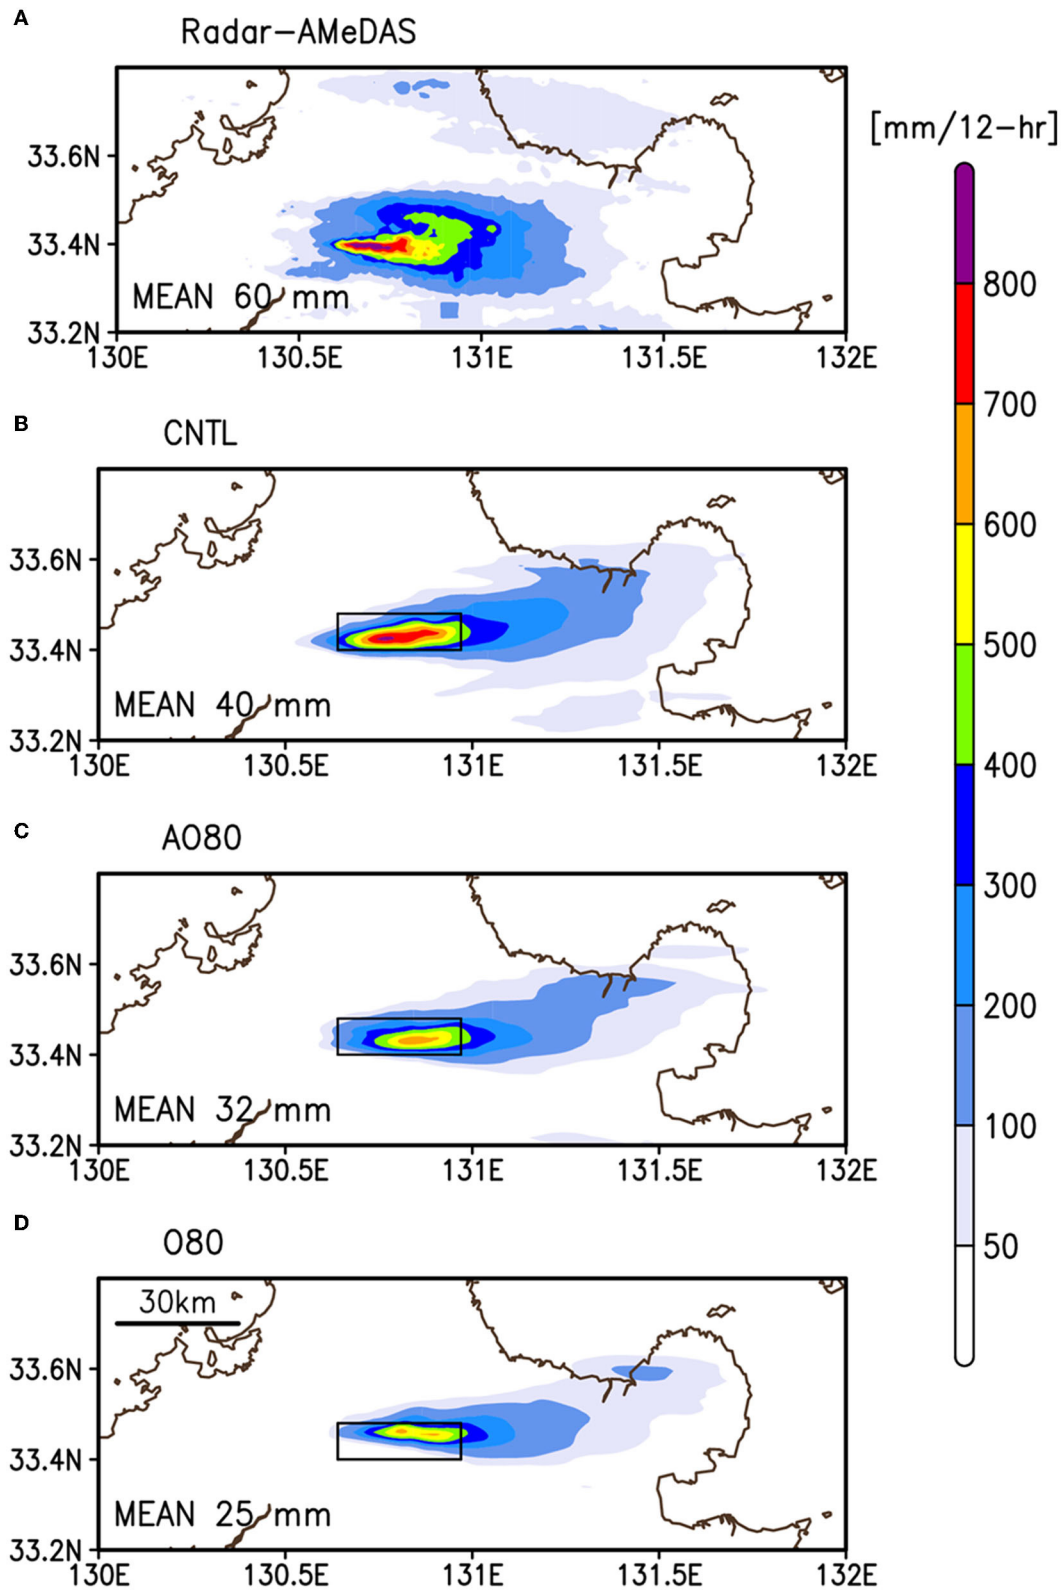 A
Radar-AMeDAS
[mm/12-hr]
33.6N
33.4N
33.2N
MEAN 60 mm
130E 130.5E 131E 131.5E 132E
B
CNTL
33.6N
33.4N
33.2N
MEAN 40 mm
130E 130.5E 131E 131.5E 132E
C
AO80
33.6N
33.4N
33.2N
MEAN 32 mm
130E 130.5E 131E 131.5E 132E
D
O80
30km
33.6N
33.4N
33.2N
MEAN 25 mm
130E 130.5E 131E 131.5E 132E
800
700
600
500
400
300
200
100
50